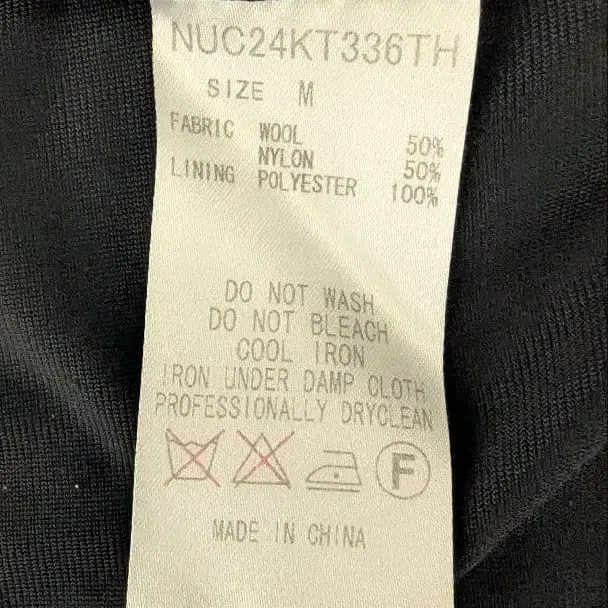 NUC24KT336TH
SIZE M
FABRIC WOOL 50%
NYLON 50%
LINING POLYESTER 100%
DO NOT WASH
DO NOT BLEACH
COOL IRON
IRON UNDER DAMP CLOTH
PROFESSIONALLY DRYCLEAN
F
MADE IN CHINA